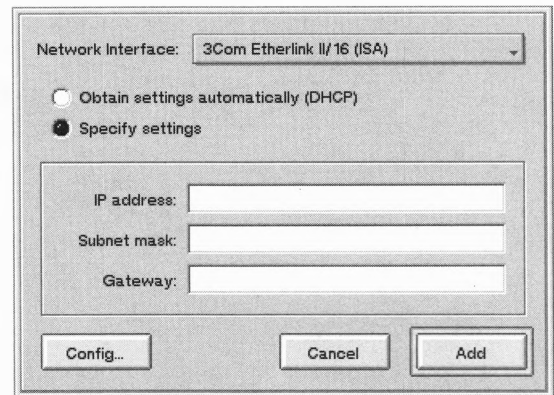 Network Interface: 3Com Etherlink II/16 (ISA)
Obtain settings automatically (DHCP)
Specify settings
IP address:
Subnet mask:
Gateway:
Config...
Cancel
Add